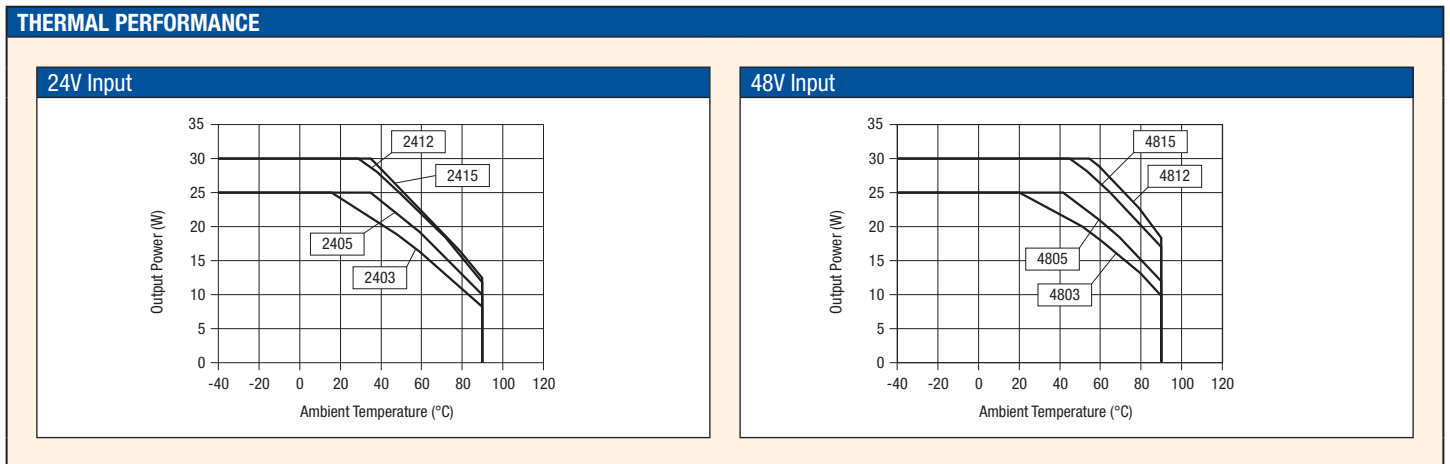 THERMAL PERFORMANCE
24V Input
35
30
25
20
15
10
5
0
Output Power (W)
2412
2415
2405
2403
-40 -20 0 20 40 60 80 100 120
Ambient Temperature (°C)
48V Input
35
30
25
20
15
10
5
0
Output Power (W)
4815
4812
4805
4803
-40 -20 0 20 40 60 80 100 120
Ambient Temperature (°C)